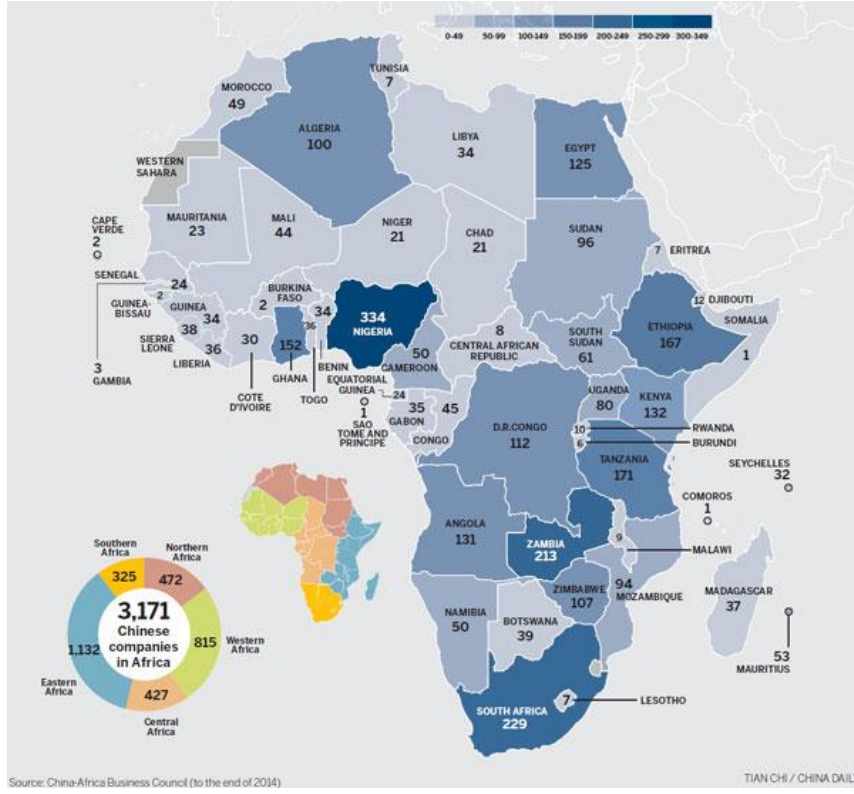 0-49 50-99 100-149 150-199 200-249 250-299 300-349
TUNISIA
7
MOROCCO
49
ALGERIA
100
LIBYA
34
EGYPT
125
WESTERN
SAHARA
MAURITANIA
23
MALI
44
NIGER
21
CHAD
21
SUDAN
96
7 ERITREA
CAPE
VERDE
2
SENEGAL
24
GUINEA-
BISSAU
2
GUINEA
34
SIERRA
LEONE
38
LIBERIA
36
3
GAMBIA
BURKINA
FASO
2
30
COTE
D'IVOIRE
152
GHANA
36
TOGO
34
BENIN
334
NIGERIA
50
CAMEROON
8
CENTRAL AFRICAN
REPUBLIC
SOUTH
SUDAN
61
ETHIOPIA
167
12 DJIBOUTI
SOMALIA
1
EQUATORIAL
GUINEA
24
1
SAO
TOME AND
PRINCIPE
35
GABON
45
CONGO
D.R.CONGO
112
UGANDA
80
KENYA
132
10 RWANDA
6 BURUNDI
TANZANIA
171
SEYCHELLES
32
COMOROS
1
ANGOLA
131
ZAMBIA
213
9
MALAWI
ZIMBABWE
107
94
MOZAMBIQUE
MADAGASCAR
37
NAMIBIA
50
BOTSWANA
39
53
MAURITIUS
SOUTH AFRICA
229
7 LESOTHO
Southern
Africa
325
Northern
Africa
472
3,171
Chinese
companies
in Africa
1,132
Eastern
Africa
815
Western
Africa
427
Central
Africa
Source: China-Africa Business Council (to the end of 2014)
TIAN CHI / CHINA DAIL